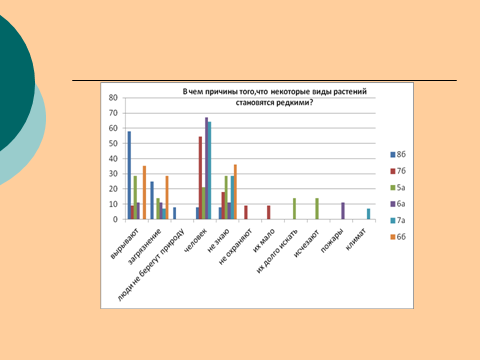 В чем причины того,что некоторые виды растений
становятся редкими?
80
70
60
50
40
30
20
10
0
вырывают
загрязнение
люди не берегут природу
человек
не знаю
не охраняют
их мало
их долго искать
исчезают
пожары
климат
8б
7б
5а
6а
7а
6б